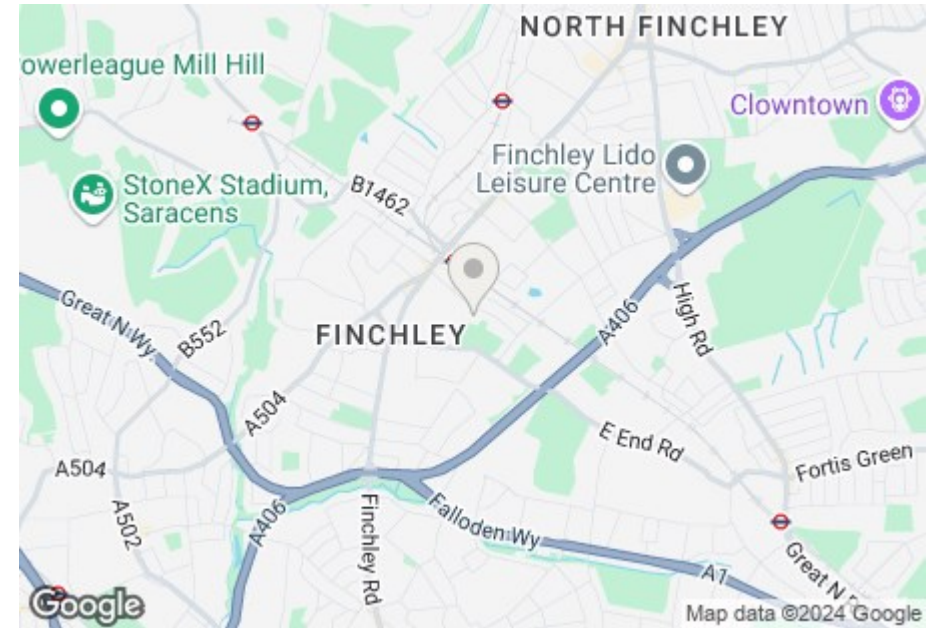 NORTH FINCHLEY
owerleague Mill Hill
Clowntown
Finchley Lido
Leisure Centre
StoneX Stadium,
Saracens
B1462
Great N Wy
B552
FINCHLEY
A406
High Rd
A504
E End Rd
Fortis Green
A504
A502
A406
Finchley Rd
Falloden Wy
A1
Great N
Google
Map data ©2024 Google